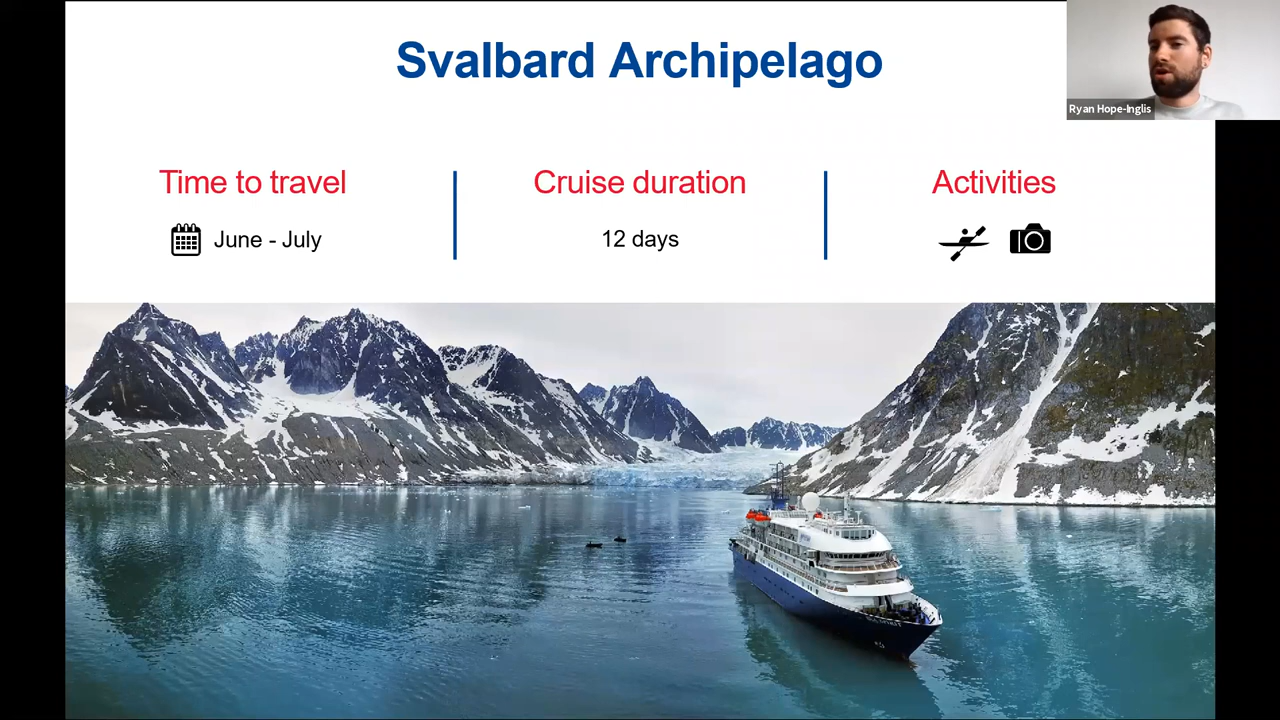 Svalbard Archipelago
Ryan Hope-Inglis
Time to travel
Cruise duration
Activities
June - July
12 days